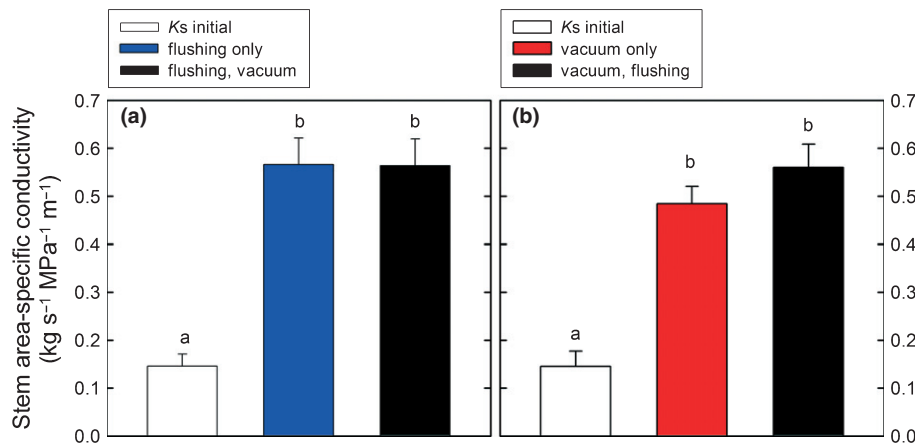 Ks initial
flushing only
flushing, vacuum
Ks initial
vacuum only
vacuum, flushing
Stem area-specific conductivity
(kg s⁻¹ MPa⁻¹ m⁻¹)
0.7
0.6
0.5
0.4
0.3
0.2
0.1
0.0
(a)
a
b
b
(b)
a
b
b
0.7
0.6
0.5
0.4
0.3
0.2
0.1
0.0